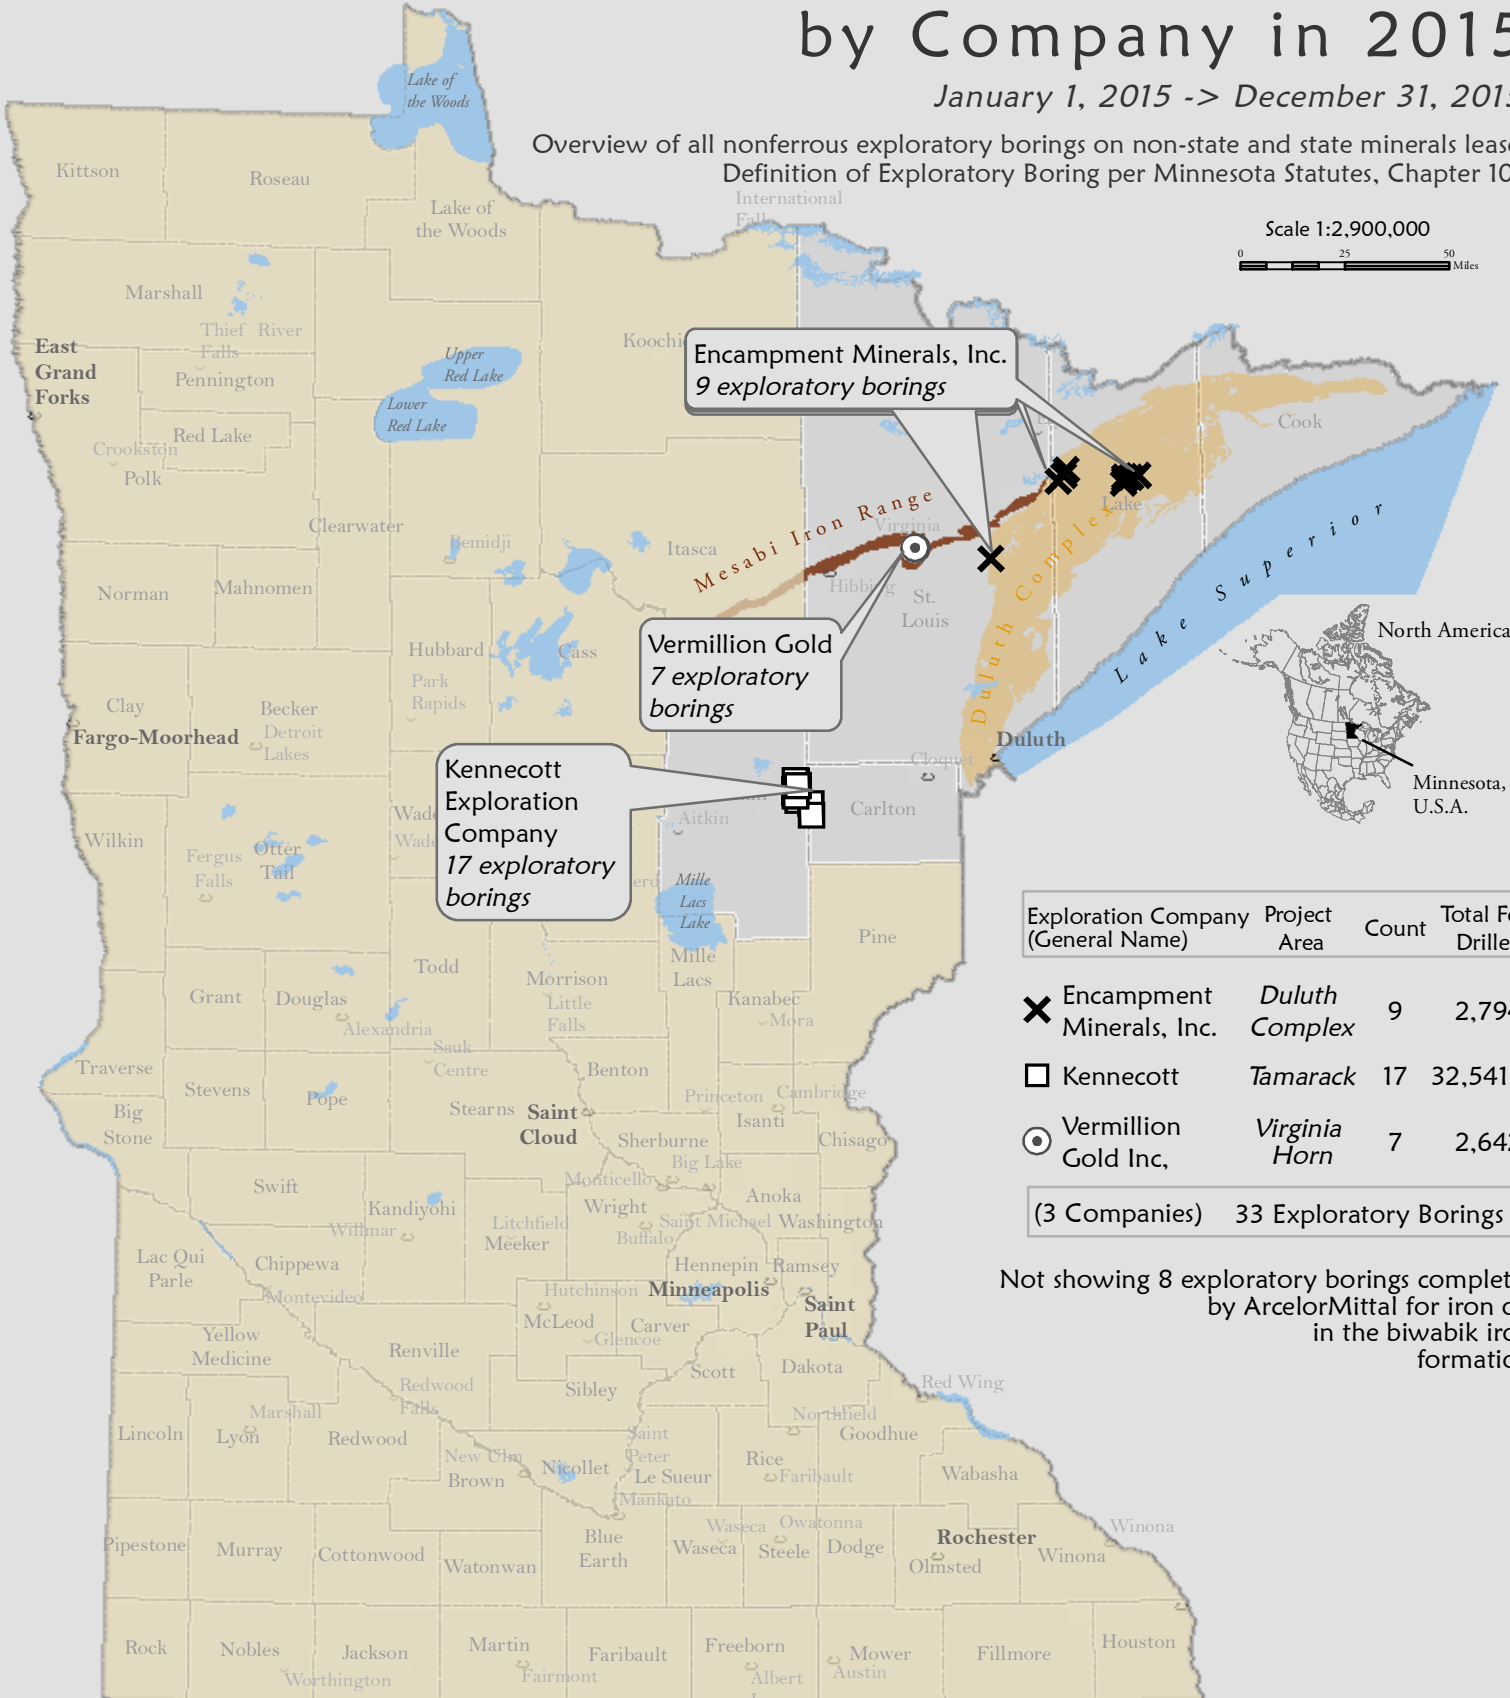 by Company in 2015
January 1, 2015 -> December 31, 2015
Overview of all nonferrous exploratory borings on non-state and state minerals
Definition of Exploratory Boring per Minnesota Statutes, Chapter
Lake of
the Woods
Kittson
Roseau
Lake of
the Woods
International
Falls
Scale 1:2,900,000
0 25 50
Miles
Marshall
Thief River
Falls
East
Grand
Forks
Pennington
Upper
Red Lake
Lower
Red Lake
Encampment Minerals, Inc.
9 exploratory borings
Cook
Crookston
Red Lake
Polk
Clearwater
Mesabi Iron Range
Virginia
Lake
Lake Superior
Bemidji
Itasca
Norman
Mahnomen
Hibbing
St.
Louis
Duluth Complex
Vermillion Gold
7 exploratory
borings
North America
Hubbard
Cass
Park
Rapids
Clay
Becker
Fargo-Moorhead
Detroit
Lakes
Duluth
Cloquet
Minnesota,
U.S.A.
Kennecott
Exploration
Company
17 exploratory
borings
Carlton
Aitkin
Wilkin
Fergus
Falls
Otter
Tail
Mille
Lacs
Lake
Exploration Company
(General Name)
Project
Area
Count
Total
Pine
Todd
Mille
Lacs
Morrison
Grant
Douglas
Little
Falls
Kanabec
Mora
Alexandria
Encampment
Minerals, Inc.
Duluth
Complex
9
Kennecott Tamarack 17 32,541
Vermillion
Gold Inc,
Virginia
Horn
7
(3 Companies) 33 Exploratory Borings
Not showing 8 exploratory borings
by ArcelorMittal for iron
in the biwabik
Traverse
Stevens
Pope
Sauk
Centre
Benton
Big
Stone
Stearns
Saint
Cloud
Princeton
Cambridge
Isanti
Sherburne
Chisago
Big Lake
Monticello
Swift
Kandiyohi
Willmar
Wright
Anoka
Litchfield
Meeker
Saint Michael
Washington
Buffalo
Lac Qui
Parle
Chippewa
Montevideo
Hennepin
Ramsey
Hutchinson
Minneapolis
Saint
Paul
McLeod
Carver
Glencoe
Yellow
Medicine
Renville
Scott
Dakota
Redwood
Falls
Sibley
Red Wing
Marshall
Lincoln
Lyon
Redwood
Northfield
Goodhue
Saint
Peter
New Ulm
Brown
Nicollet
Le Sueur
Rice
Faribault
Wabasha
Mankato
Pipestone
Murray
Cottonwood
Watonwan
Blue
Earth
Waseca
Waseca
Owatonna
Steele
Dodge
Rochester
Olmsted
Winona
Winona
Rock
Nobles
Jackson
Worthington
Martin
Fairmont
Faribault
Freeborn
Albert
Mower
Austin
Fillmore
Houston